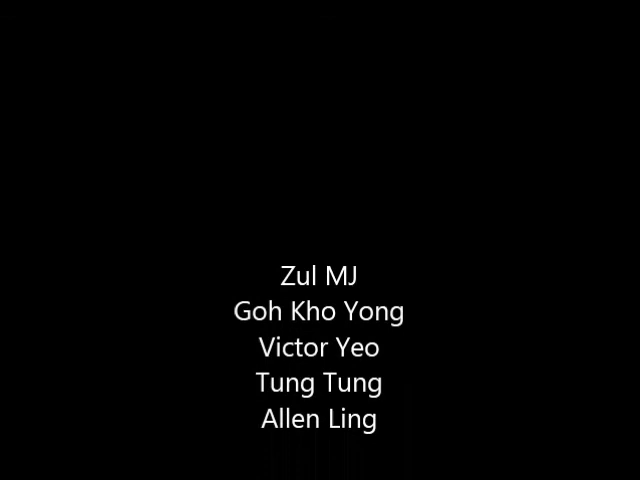 Zul MJ
Goh Kho Yong
Victor Yeo
Tung Tung
Allen Ling